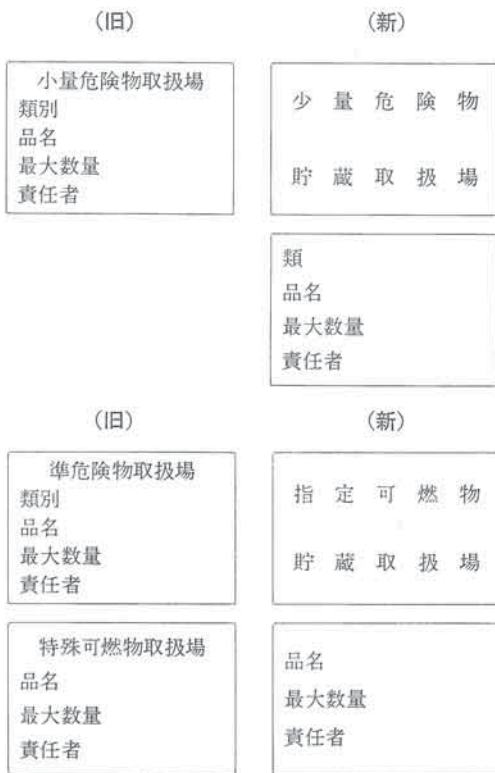 (旧)
(新)
小量危険物取扱場
類別
品名
最大数量
責任者
少量危険物
貯蔵取扱場
類
品名
最大数量
責任者
(旧)
(新)
準危険物取扱場
類別
品名
最大数量
責任者
特殊可燃物取扱場
品名
最大数量
責任者
指定可燃物
貯蔵取扱場
品名
最大数量
責任者